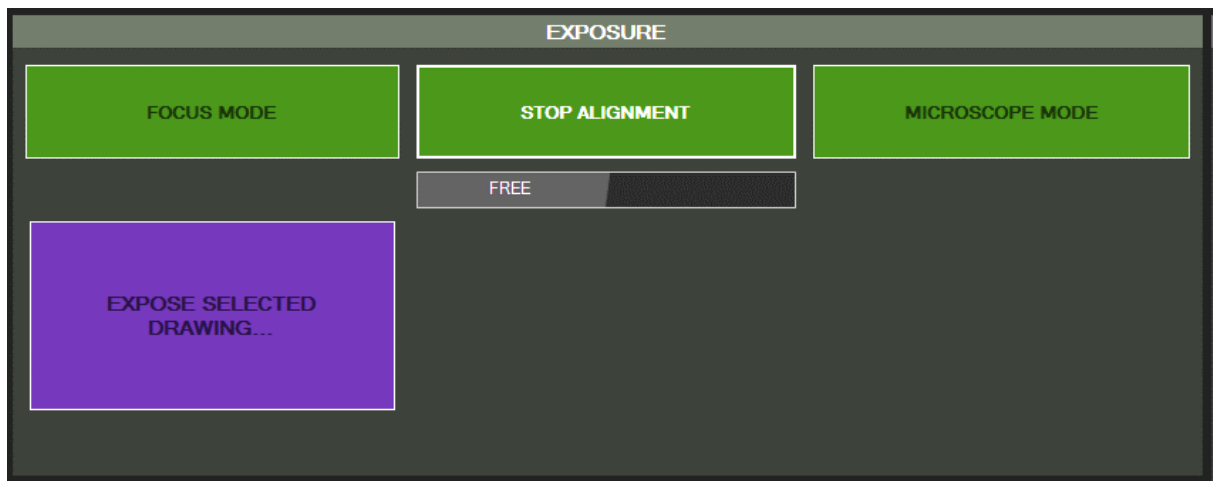 EXPOSURE
FOCUS MODE
STOP ALIGNMENT
MICROSCOPE MODE
FREE
EXPOSE SELECTED
DRAWING...